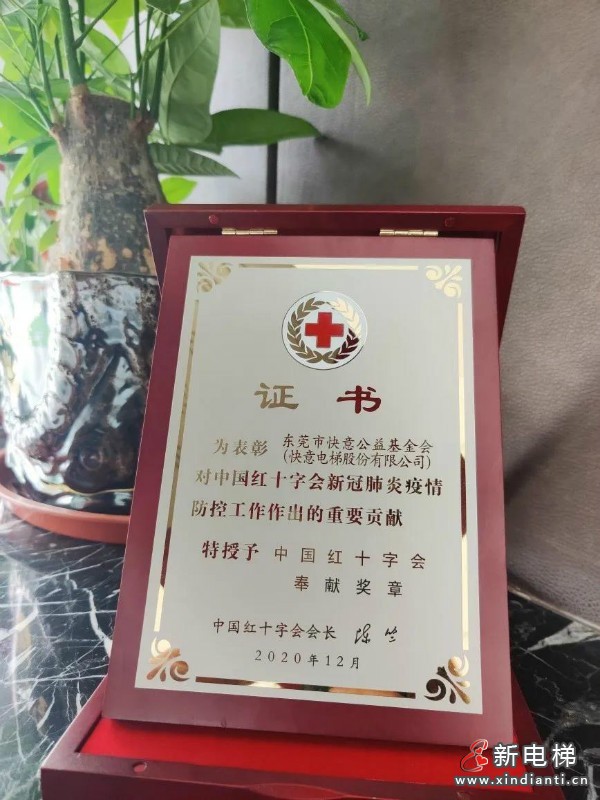 证书
为表彰 东莞市快意公益基金会
(快意电梯股份有限公司)
对中国红十字会新冠肺炎疫情
防控工作作出的重要贡献
特授予 中国红十字会
奉献奖章
中国红十字会会长 陈竺
2020年12月
新电梯
www.xindianti.cn